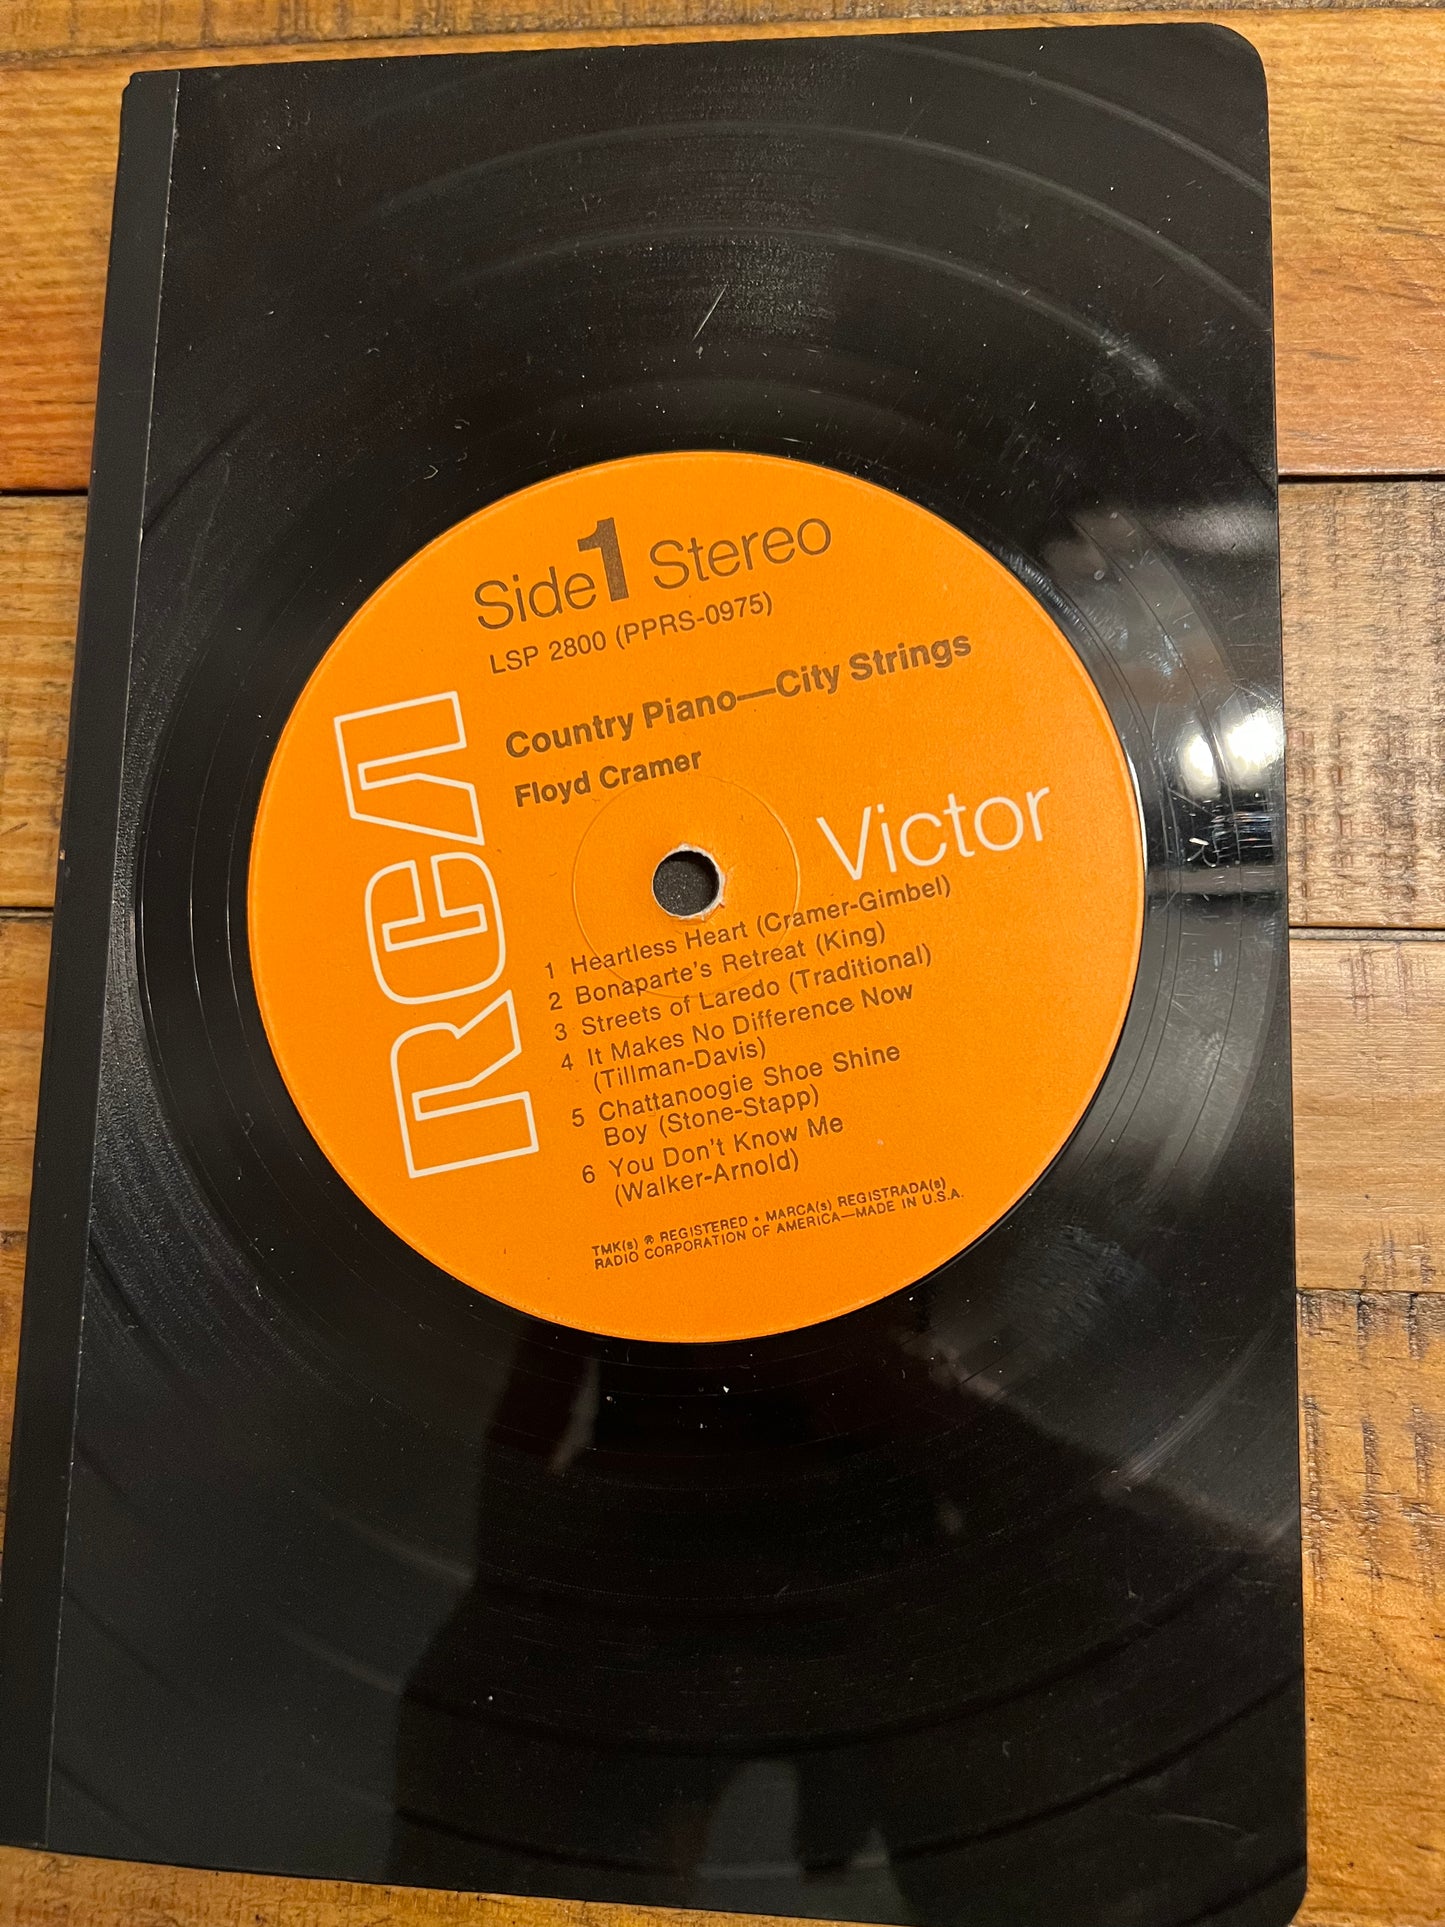 Side 1 Stereo
LSP 2800 (PPRS-0975)
Country Piano—City Strings
Floyd Cramer
RCA
Victor
1 Heartless Heart (Cramer-Gimbel)
2 Bonaparte's Retreat (King)
3 Streets of Laredo (Traditional)
4 It Makes No Difference Now
(Tillman-Davis)
5 Chattanoogie Shoe Shine
Boy (Stone-Stapp)
6 You Don't Know Me
(Walker-Arnold)
TMK(s) ® REGISTERED • MARCA(s) REGISTRADA(s)
RADIO CORPORATION OF AMERICA—MADE IN U.S.A.